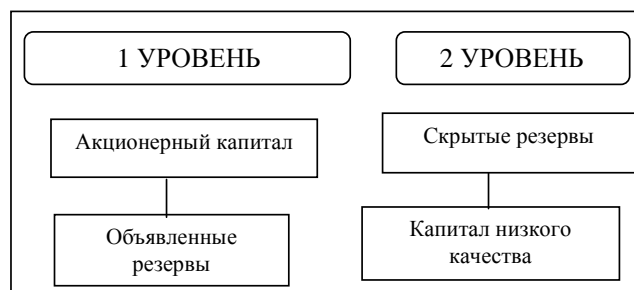 1 УРОВЕНЬ
2 УРОВЕНЬ
Акционерный капитал
Скрытые резервы
Объявленные
резервы
Капитал низкого
качества